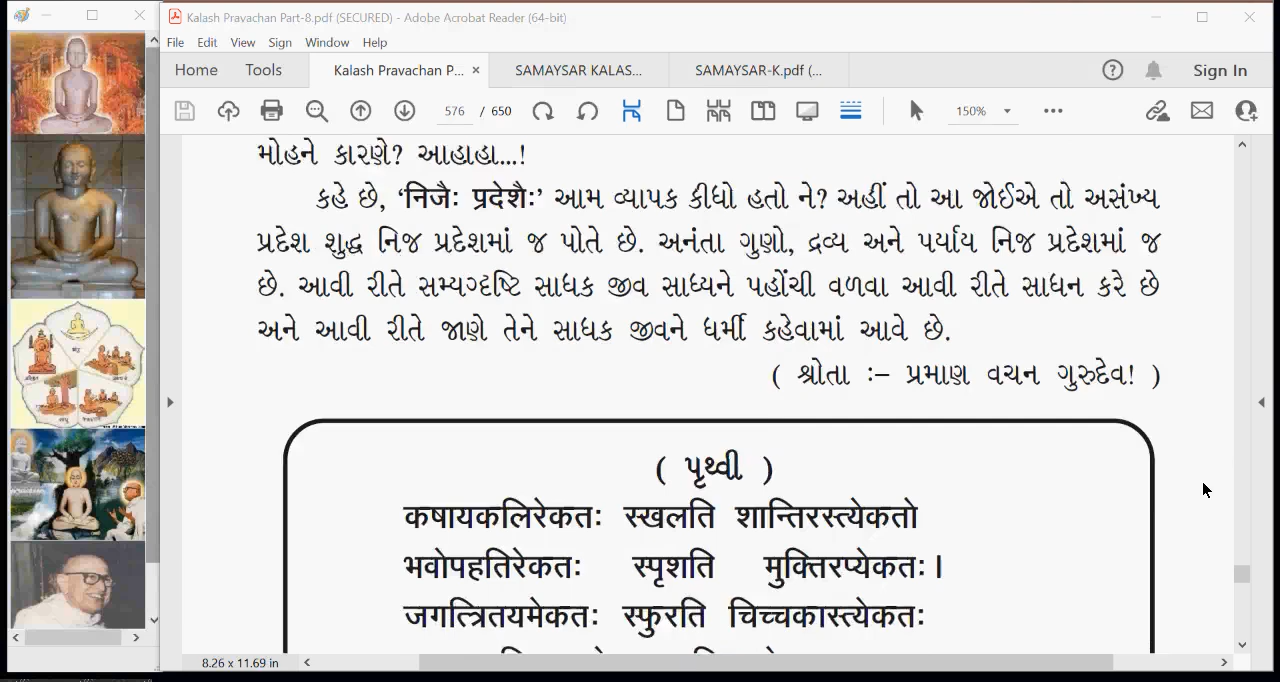 Kalash Pravachan Part-8.pdf (SECURED) - Adobe Acrobat Reader (64-bit)
File Edit View Sign Window Help
Home Tools Kalash Pravachan P... × SAMAYSAR KALAS... SAMAYSAR-K.pdf (... Sign In
576 / 650 150%
મોહને કારણે? આહાહા...!
કહે છે, ‘निजैः प्रदेशैः’ આમ વ્યાપક કીધો હતો ને? અહીં તો આ જોઈએ તો અસંખ્ય
પ્રદેશ શુદ્ધ નિજ પ્રદેશમાં જ પોતે છે. અનંતા ગુણો, દ્રવ્ય અને પર્યાય નિજ પ્રદેશમાં જ
છે. આવી રીતે સમ્યગ્દૃષ્ટિ સાધક જીવ સાધ્યને પહોંચી વળવા આવી રીતે સાધન કરે છે
અને આવી રીતે જાણે તેને સાધક જીવને ધર્મી કહેવામાં આવે છે.
( શ્રોતા :– પ્રમાણ વચન ગુરુદેવ! )
( પૃથ્વી )
कषायकलिरेकतः स्खलति शान्तिरस्त्येकतो
भवोपहतिरेकतः स्पृशति मुक्तिरप्येकतः।
जगत्त्रितयमेकतः स्फुरति चिच्चकास्त्येकतः
8.26 x 11.69 in